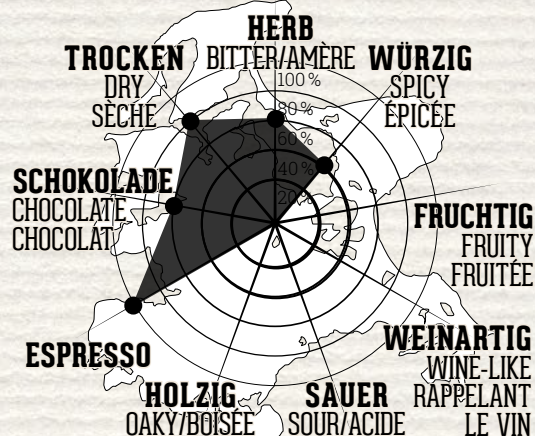 HERB
BITTER/AMÈRE
TROCKEN
DRY
SÈCHE
WÜRZIG
SPICY
ÉPICÉE
100%
80%
60%
40%
20%
SCHOKOLADE
CHOCOLATE
CHOCOLAT
FRUCHTIG
FRUITY
FRUITÉE
ESPRESSO
WEINARTIG
WINE-LIKE
RAPPELANT
LE VIN
HOLZIG
OAKY/BOISÉE
SAUER
SOUR/ACIDE